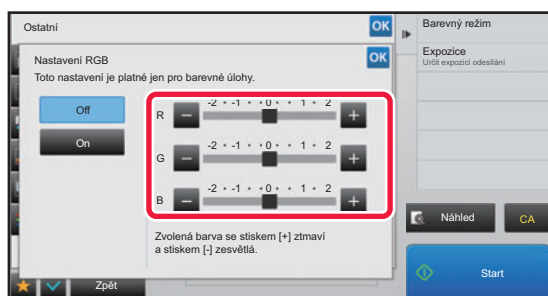 Ostatní
OK
Barevný režim
Nastavení RGB
OK
Expozice
Určit expozici odesílání
Toto nastavení je platné jen pro barevné úlohy.
Off
On
-2 • -1 • • 0 • • 1 • 2
R − +
-2 • -1 • • 0 • • 1 • 2
G − +
-2 • -1 • • 0 • • 1 • 2
B − +
Zvolená barva se stiskem [+] ztmaví
a stiskem [-] zesvětlá.
Náhled
CA
Zpět
Start